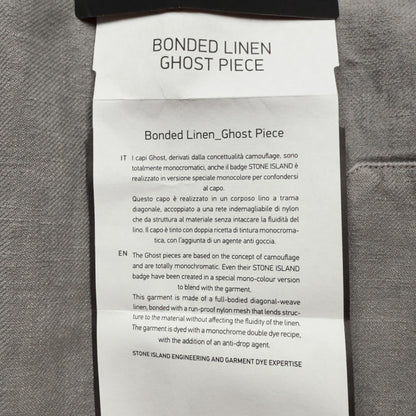 BONDED LINEN
GHOST PIECE
Bonded Linen_Ghost Piece
IT I capi Ghost, derivati dalla concettualità camouflage, sono
totalmente monocromatici, anche il badge STONE ISLAND è
realizzato in versione speciale monocolore per confondersi
al capo.
Questo capo è realizzato in un corposo lino a trama
diagonale, accoppiato a una rete indemagliabile di nylon
che da struttura al materiale senza intaccare la fluidità del
lino. Il capo è tinto con doppia ricetta di tintura monocroma-
tica, con l'aggiunta di un agente anti goccia.
EN The Ghost pieces are based on the concept of camouflage
and are totally monochromatic. Even their STONE ISLAND
badge have been created in a special mono-colour version
to blend with the garment.
This garment is made of a full-bodied diagonal-weave
linen, bonded with a run-proof nylon mesh that lends struc-
ture to the material without affecting the fluidity of the linen.
The garment is dyed with a monochrome double dye recipe,
with the addition of an anti-drop agent.
STONE ISLAND ENGINEERING AND GARMENT DYE EXPERTISE